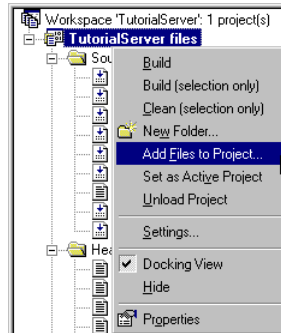 Workspace 'TutorialServer': 1 project(s)
TutorialServer files
Sou
Build
Build (selection only)
Clean (selection only)
New Folder...
Add Files to Project...
Set as Active Project
Unload Project
Settings...
Hea
Docking View
Hide
Properties